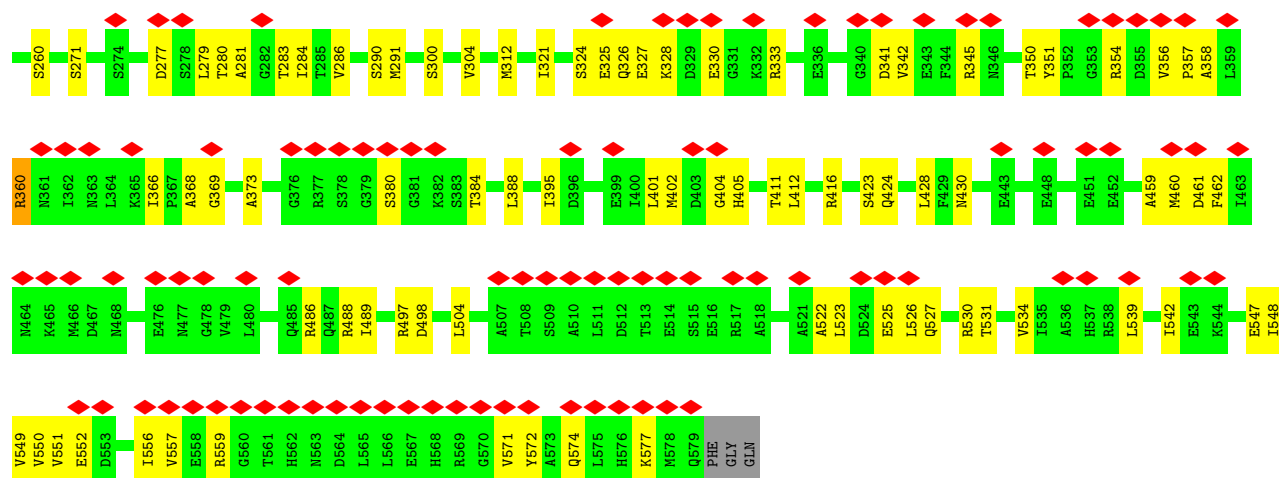 S260 S271 S274 D277 S278 L279 T280 A281 G282 T283 I284 T285 V286 S290 M291 S300 V304 M312 I321 S324 E325 Q326 E327 K328 D329 E330 G331 K332 R333 E336 G340 D341 V342 E343 F344 R345 N346 T350 Y351 P352 G353 R354 D355 V356 P357 A358 L359
R360 N361 I362 N363 L364 K365 I366 P367 A368 G369 A373 G376 R377 S378 G379 S380 G381 K382 S383 T384 L388 I395 D396 E399 I400 L401 M402 D403 G404 H405 T411 L412 R416 S423 Q424 L428 F429 N430 E443 E448 E451 E452 A459 M460 D461 F462 I463
N464 K465 M466 D467 N468 E476 N477 G478 V479 L480 Q485 R486 Q487 R488 I489 R497 D498 L504 A507 T508 S509 A510 L511 D512 T513 E514 S515 E516 R517 A518 A521 A522 L523 D524 E525 L526 Q527 R530 T531 V534 I535 A536 H537 R538 L539 I542 E543 K544 E547 I548
V549 V550 V551 E552 D553 I556 V557 E558 R559 G560 T561 H562 N563 D564 L565 L566 E567 H568 R569 G570 V571 Y572 A573 Q574 L575 H576 K577 M578 Q579 PHE GLY GLN